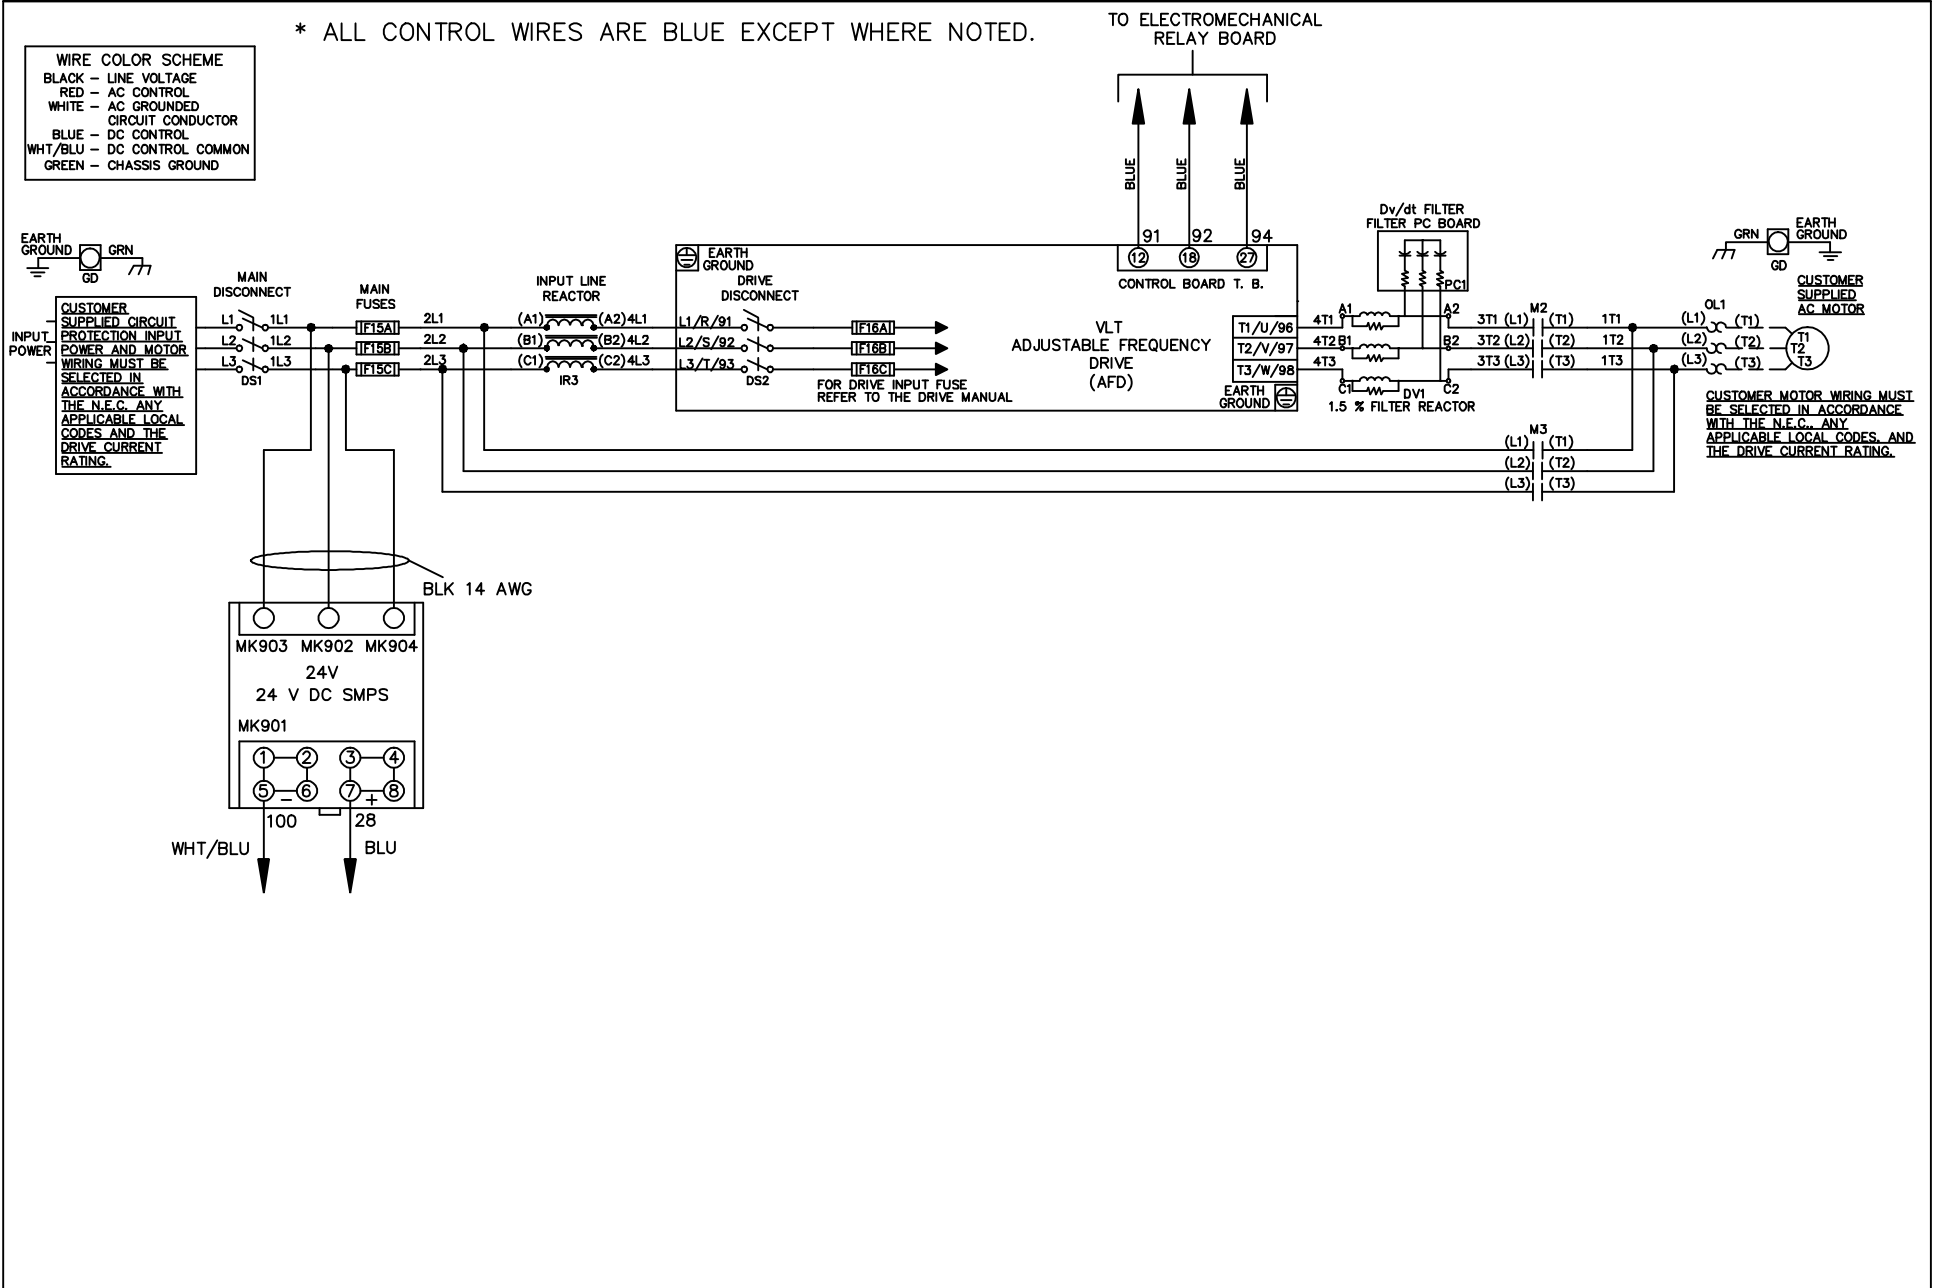 * ALL CONTROL WIRES ARE BLUE EXCEPT WHERE NOTED.
TO ELECTROMECHANICAL
RELAY BOARD
WIRE COLOR SCHEME
BLACK – LINE VOLTAGE
RED – AC CONTROL
WHITE – AC GROUNDED
CIRCUIT CONDUCTOR
BLUE – DC CONTROL
WHT/BLU – DC CONTROL COMMON
GREEN – CHASSIS GROUND
BLUE
BLUE
BLUE
91
92
94
12
18
27
CONTROL BOARD T. B.
EARTH
GROUND
GRN
GD
INPUT
POWER
CUSTOMER
SUPPLIED CIRCUIT
PROTECTION INPUT
POWER AND MOTOR
WIRING MUST BE
SELECTED IN
ACCORDANCE WITH
THE N.E.C. ANY
APPLICABLE LOCAL
CODES AND THE
DRIVE CURRENT
RATING.
MAIN
DISCONNECT
L1 1L1
L2 1L2
L3 1L3
DS1
MAIN
FUSES
F15A
F15B
F15C
2L1
2L2
2L3
INPUT LINE
REACTOR
(A1) (A2) 4L1
(B1) (B2) 4L2
(C1) (C2) 4L3
IR3
EARTH
GROUND
DRIVE
DISCONNECT
L1/R/91
L2/S/92
L3/T/93
DS2
F16A
F16B
F16C
FOR DRIVE INPUT FUSE
REFER TO THE DRIVE MANUAL
VLT
ADJUSTABLE FREQUENCY
DRIVE
(AFD)
T1/U/96
T2/V/97
T3/W/98
EARTH
GROUND
4T1
4T2
4T3
Dv/dt FILTER
FILTER PC BOARD
PC1
A1 A2
B1 B2
C1 C2
DV1
1.5 % FILTER REACTOR
M2
3T1 (L1) (T1) 1T1
3T2 (L2) (T2) 1T2
3T3 (L3) (T3) 1T3
M3
(L1) (T1)
(L2) (T2)
(L3) (T3)
OL1
(L1) (T1)
(L2) (T2)
(L3) (T3)
T1
T2
T3
GRN
EARTH
GROUND
GD
CUSTOMER
SUPPLIED
AC MOTOR
CUSTOMER MOTOR WIRING MUST
BE SELECTED IN ACCORDANCE
WITH THE N.E.C., ANY
APPLICABLE LOCAL CODES, AND
THE DRIVE CURRENT RATING.
BLK 14 AWG
MK903 MK902 MK904
24V
24 V DC SMPS
MK901
1 2 3 4
5 6 7 8
– +
100 28
WHT/BLU BLU